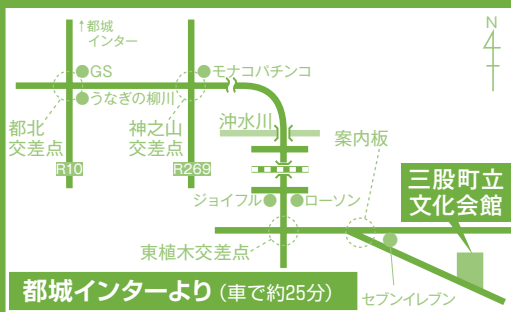 ↑都城
インター
N
GS
モナコパチンコ
うなぎの柳川
都北
交差点
神之山
交差点
沖水川
案内板
R10
R269
三股町立
文化会館
ジョイフル
ローソン
東植木交差点
都城インターより(車で約25分)
セブンイレブン